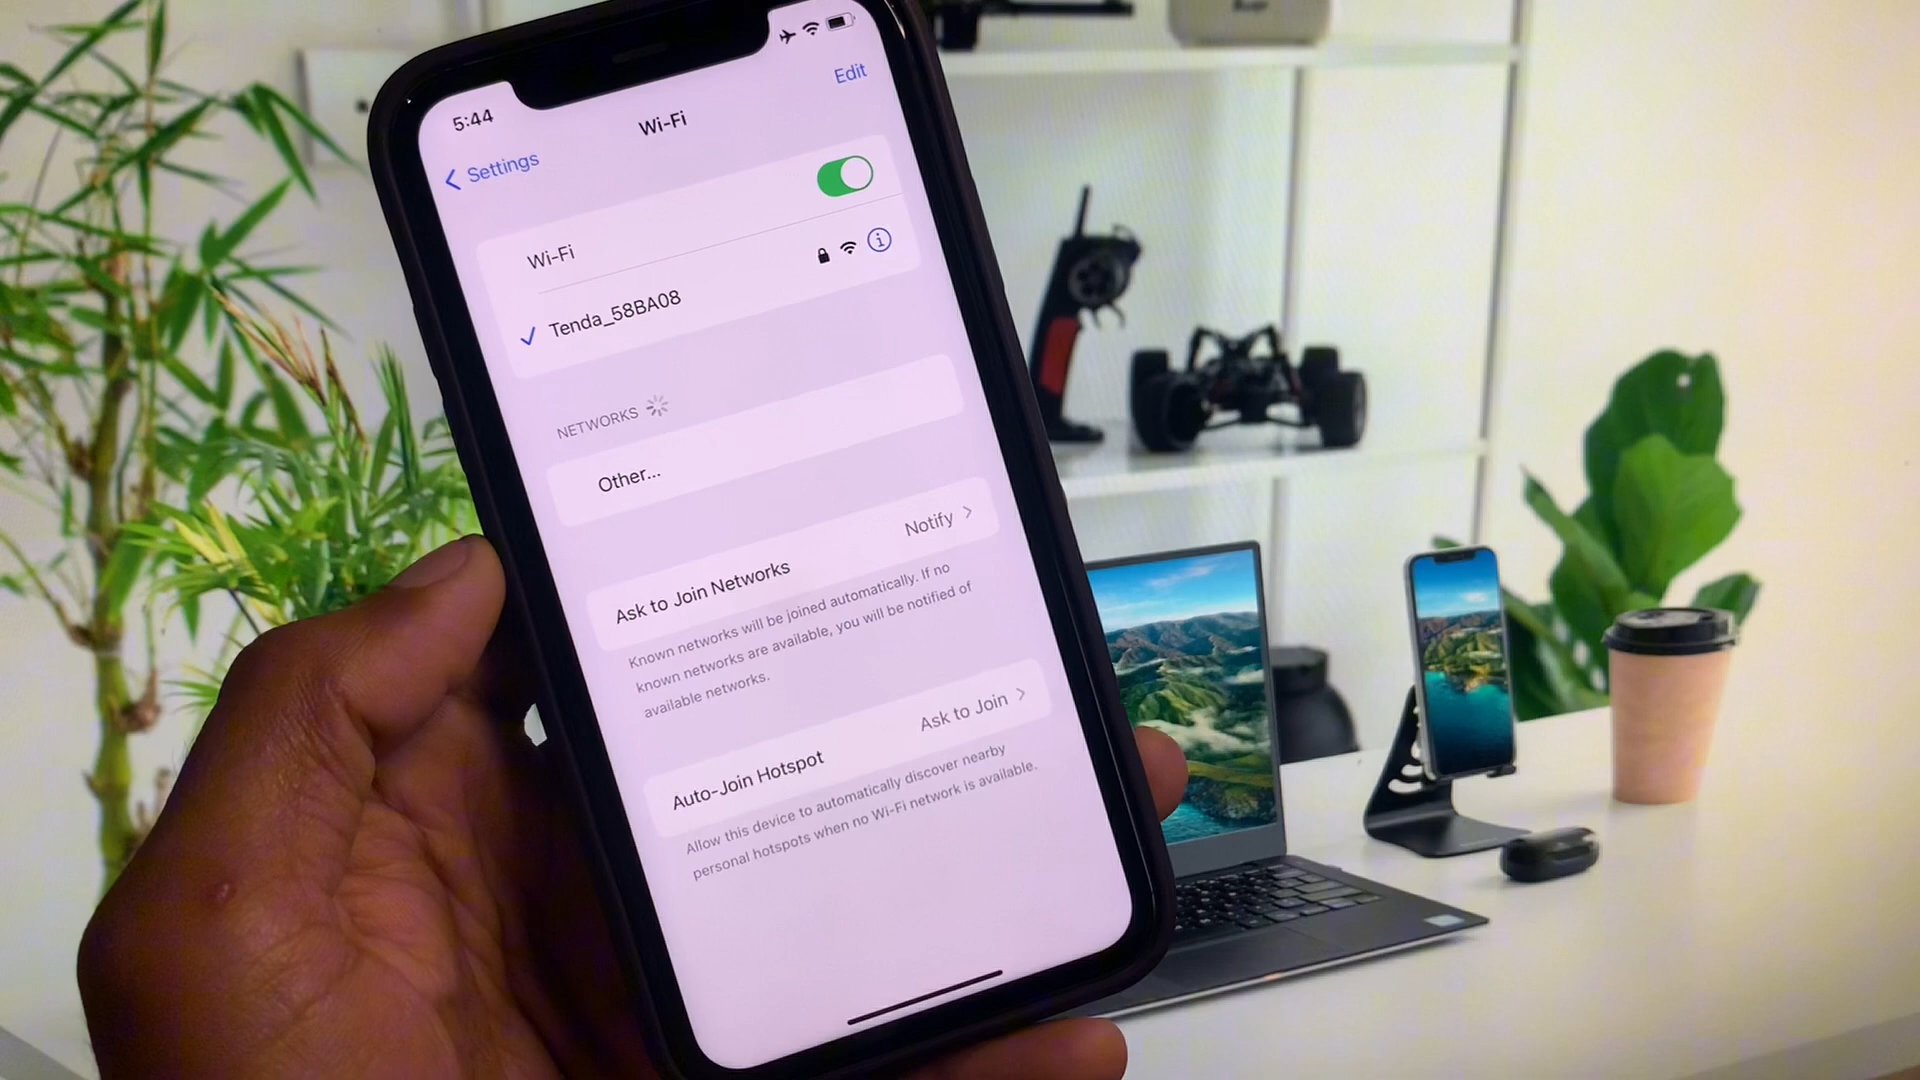 5:44
Edit
Settings
Wi-Fi
Wi-Fi
Tenda_58BA08
NETWORKS
Other...
Ask to Join Networks
Notify
Known networks will be joined automatically. If no
known networks are available, you will be notified of
available networks.
Auto-Join Hotspot
Ask to Join
Allow this device to automatically discover nearby
personal hotspots when no Wi-Fi network is available.